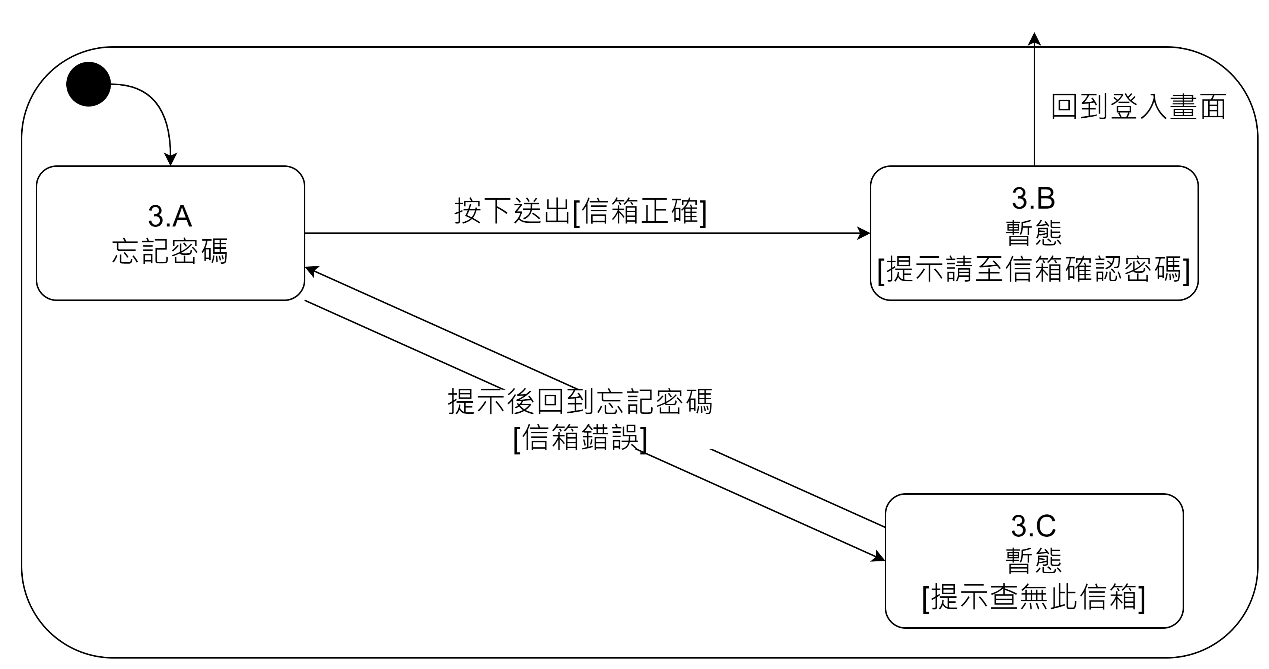 回到登入畫面
3.A
忘記密碼
按下送出[信箱正確]
3.B
暫態
[提示請至信箱確認密碼]
提示後回到忘記密碼
[信箱錯誤]
3.C
暫態
[提示查無此信箱]